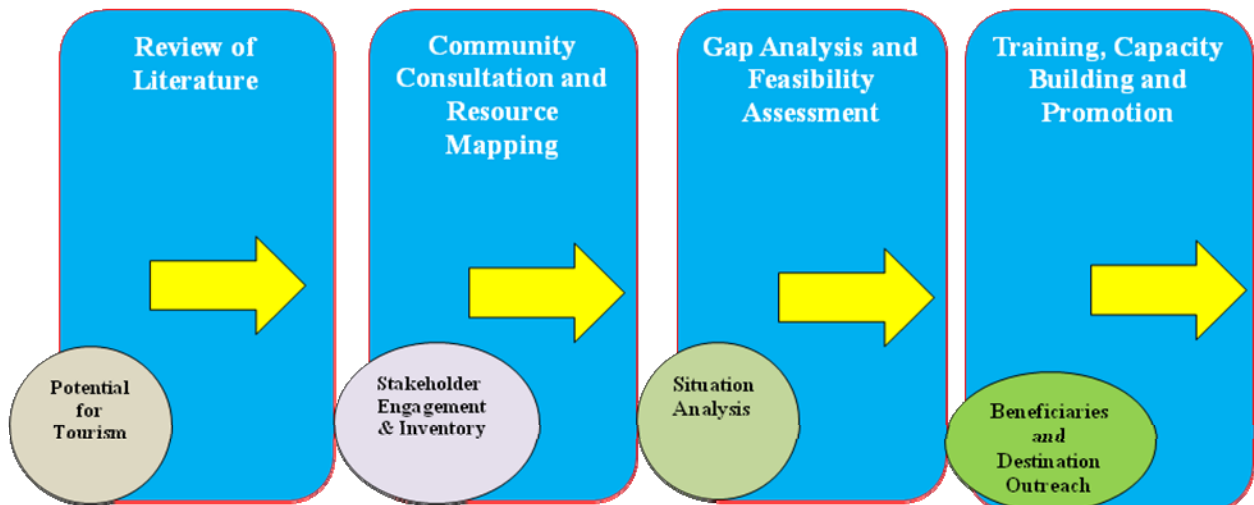 Review of
Literature
Community
Consultation and
Resource
Mapping
Gap Analysis and
Feasibility
Assessment
Training, Capacity
Building and
Promotion
Potential
for
Tourism
Stakeholder
Engagement
& Inventory
Situation
Analysis
Beneficiaries
and
Destination
Outreach